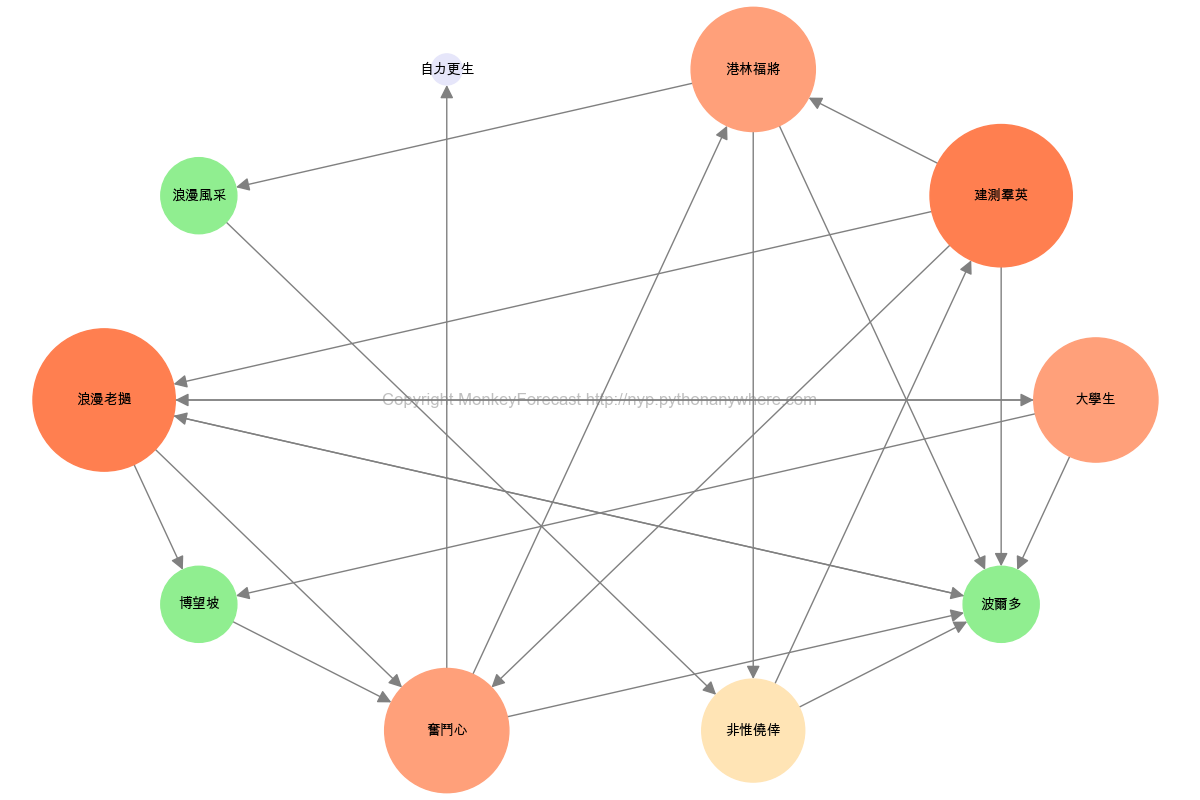 港林福將
自力更生
浪漫風采
建測羣英
浪漫老撾
Copyright MonkeyForecast http://nyp.pythonanywhere.com
大學生
博望坡
波爾多
奮鬥心
非惟僥倖